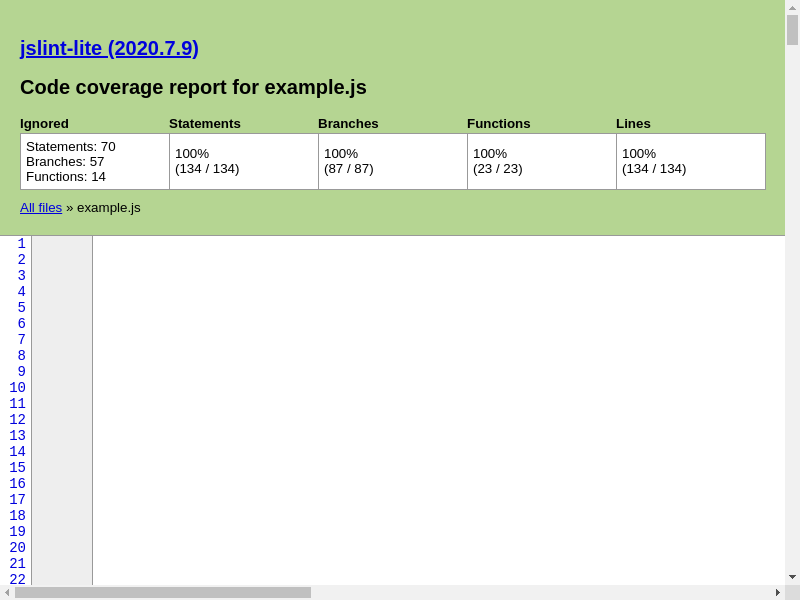 jslint-lite (2020.7.9)
Code coverage report for example.js
Ignored Statements Branches Functions Lines
Statements: 70
Branches: 57
Functions: 14
100%
(134 / 134)
100%
(87 / 87)
100%
(23 / 23)
100%
(134 / 134)
All files » example.js
1
2
3
4
5
6
7
8
9
10
11
12
13
14
15
16
17
18
19
20
21
22